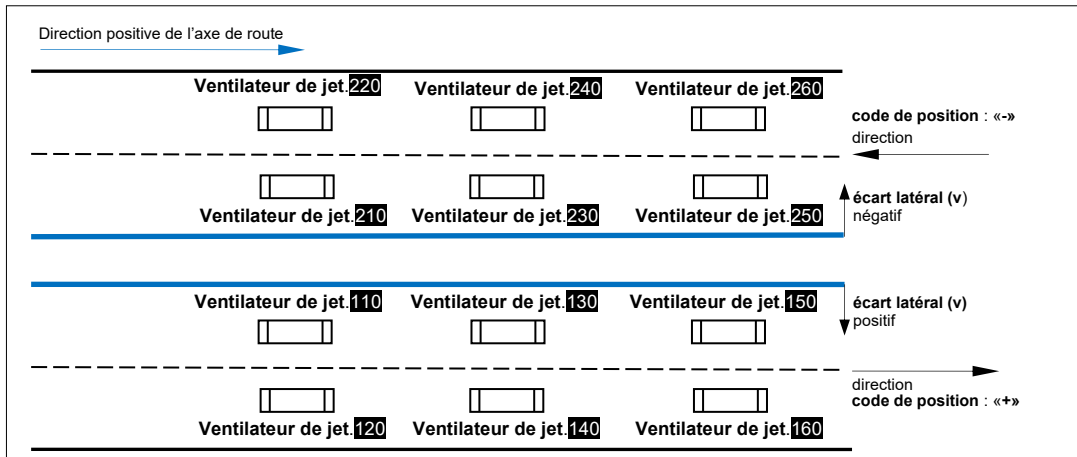 Direction positive de l'axe de route
Ventilateur de jet.220 Ventilateur de jet.240 Ventilateur de jet.260
code de position : «-»
direction
écart latéral (v)
négatif
Ventilateur de jet.210 Ventilateur de jet.230 Ventilateur de jet.250
Ventilateur de jet.110 Ventilateur de jet.130 Ventilateur de jet.150
écart latéral (v)
positif
direction
code de position : «+»
Ventilateur de jet.120 Ventilateur de jet.140 Ventilateur de jet.160